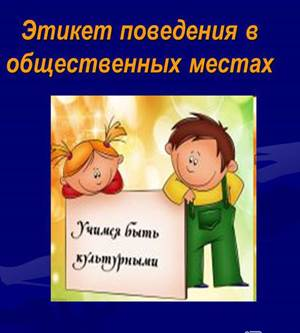 Этикет поведения в
общественных местах
Учимся быть
культурными